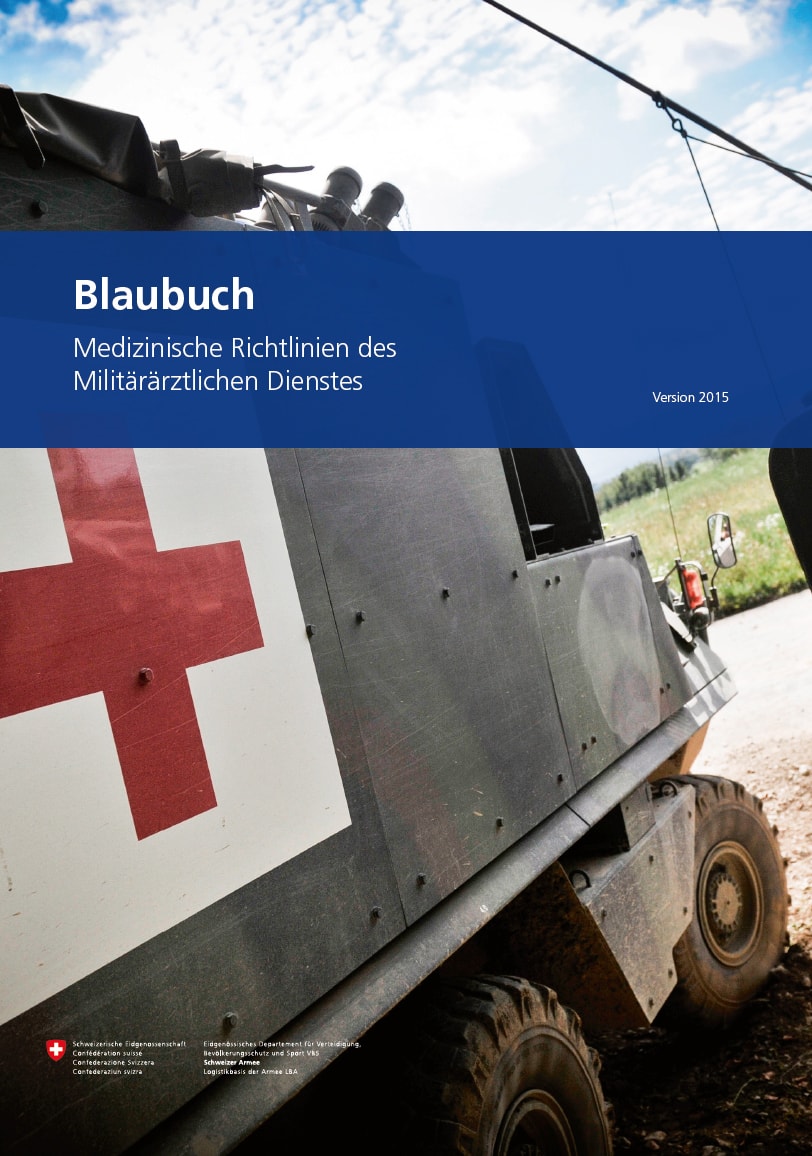 Blaubuch
Medizinische Richtlinien des
Militärärztlichen Dienstes
Version 2015
Schweizerische Eidgenossenschaft
Confédération suisse
Confederazione Svizzera
Confederaziun svizra
Eidgenössisches Departement für Verteidigung,
Bevölkerungsschutz und Sport VBS
Schweizer Armee
Logistikbasis der Armee LBA